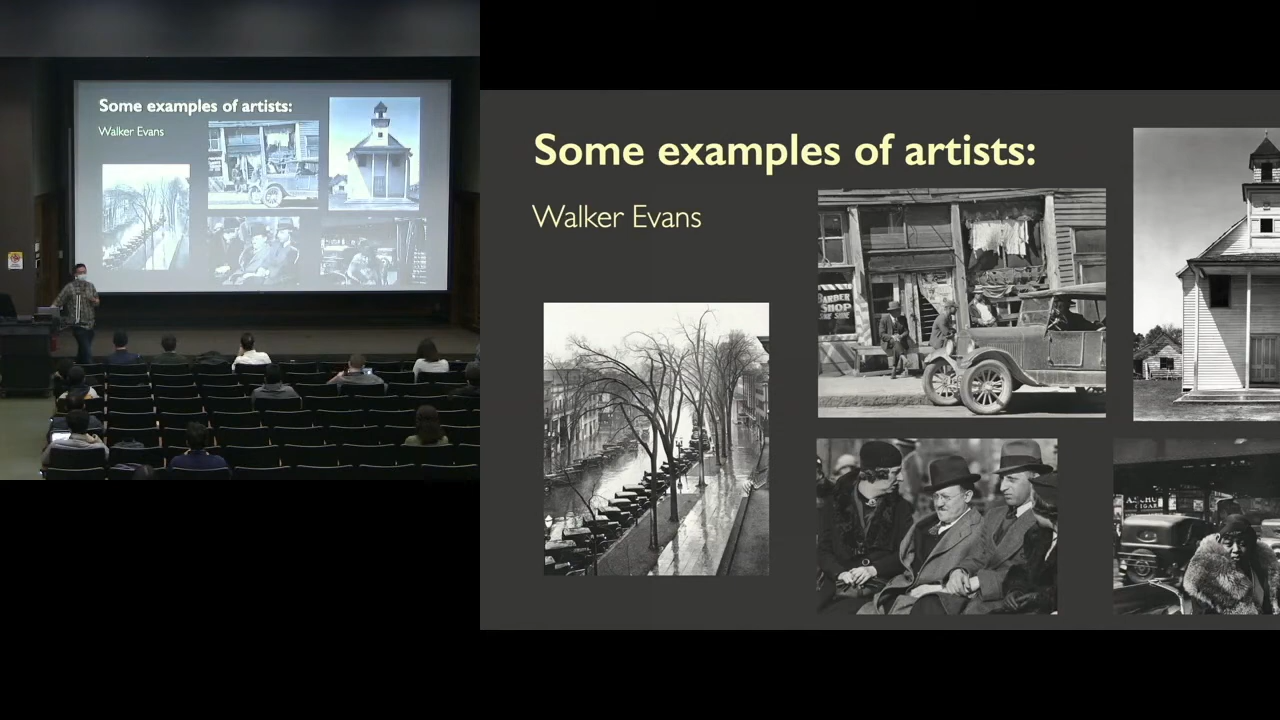 Some examples of artists:
Walker Evans
Some examples of artists:
Walker Evans
BARBER
SHOP